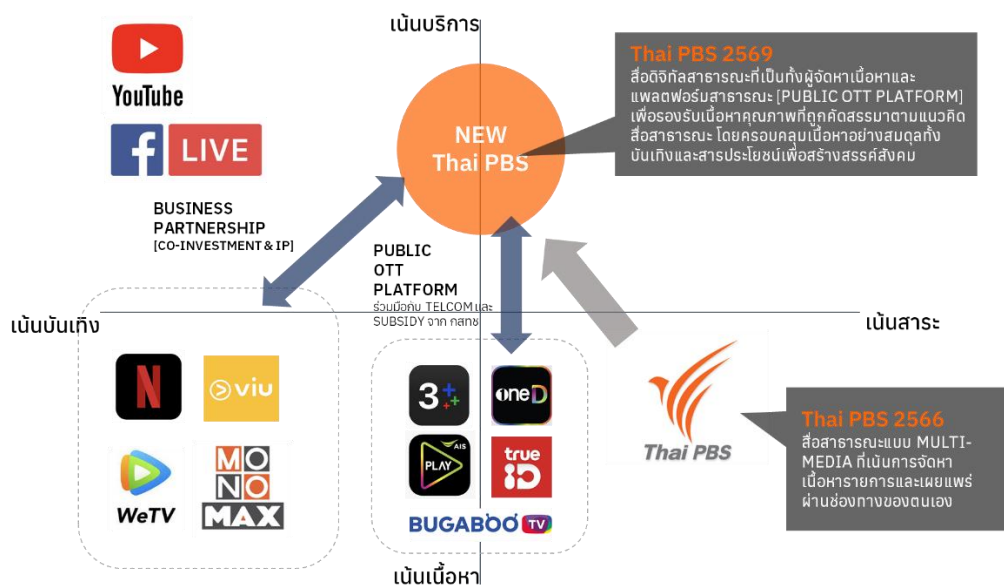 เน้นบริการ
YouTube
f LIVE
NEW
Thai PBS
Thai PBS 2569
สื่อดิจิทัลสาธารณะที่เป็นทั้งผู้จัดหาเนื้อหาและ
แพลตฟอร์มสาธารณะ [PUBLIC OTT PLATFORM]
เพื่อรองรับเนื้อหาคุณภาพที่ถูกคัดสรรมาตามแนวคิด
สื่อสาธารณะ โดยครอบคลุมเนื้อหาอย่างสมดุลทั้ง
บันเทิงและสารประโยชน์เพื่อสร้างสรรค์สังคม
BUSINESS
PARTNERSHIP
[CO-INVESTMENT & IP]
PUBLIC
OTT
PLATFORM
ร่วมมือกับ TELCOM และ
SUBSIDY จาก กสทช
เน้นบันเทิง
เน้นสาระ
N
viu
WeTV
MONO
MAX
3++
oneD
AIS
PLAY
true
iD
BUGABOO TV
Thai PBS
Thai PBS 2566
สื่อสาธารณะแบบ MULTI-
MEDIA ที่เน้นการจัดหา
เนื้อหารายการและเผยแพร่
ผ่านช่องทางของตนเอง
เน้นเนื้อหา